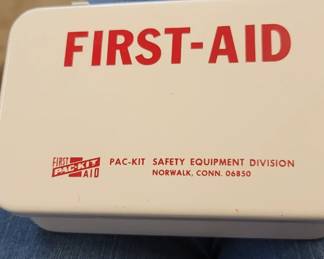 FIRST-AID
FIRST
PAC-KIT
AID
PAC-KIT SAFETY EQUIPMENT DIVISION
NORWALK, CONN. 06850